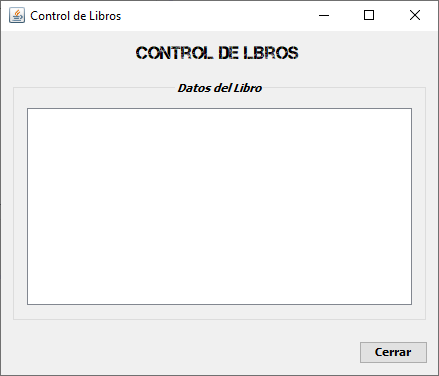 Control de Libros
CONTROL DE LBROS
Datos del Libro
Cerrar